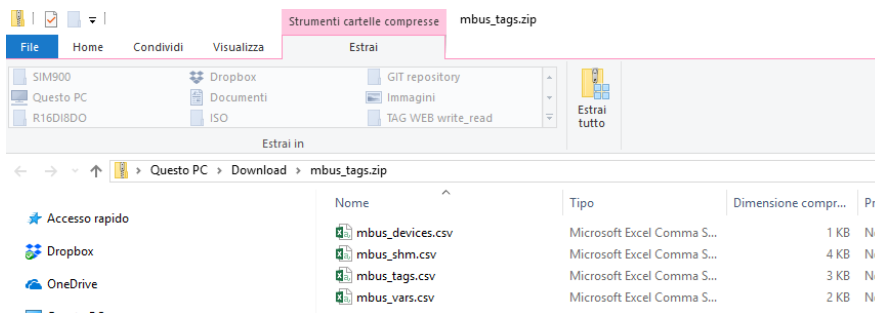 Strumenti cartelle compresse mbus_tags.zip
File Home Condividi Visualizza Estrai
SIM900 Dropbox GIT repository
Questo PC Documenti Immagini
R16DI8DO ISO TAG WEB write_read
Estrai tutto
Estrai in
Questo PC > Download > mbus_tags.zip
Nome Tipo Dimensione compr...
Accesso rapido
mbus_devices.csv Microsoft Excel Comma S... 1 KB
Dropbox
mbus_shm.csv Microsoft Excel Comma S... 4 KB
mbus_tags.csv Microsoft Excel Comma S... 3 KB
OneDrive
mbus_vars.csv Microsoft Excel Comma S... 2 KB